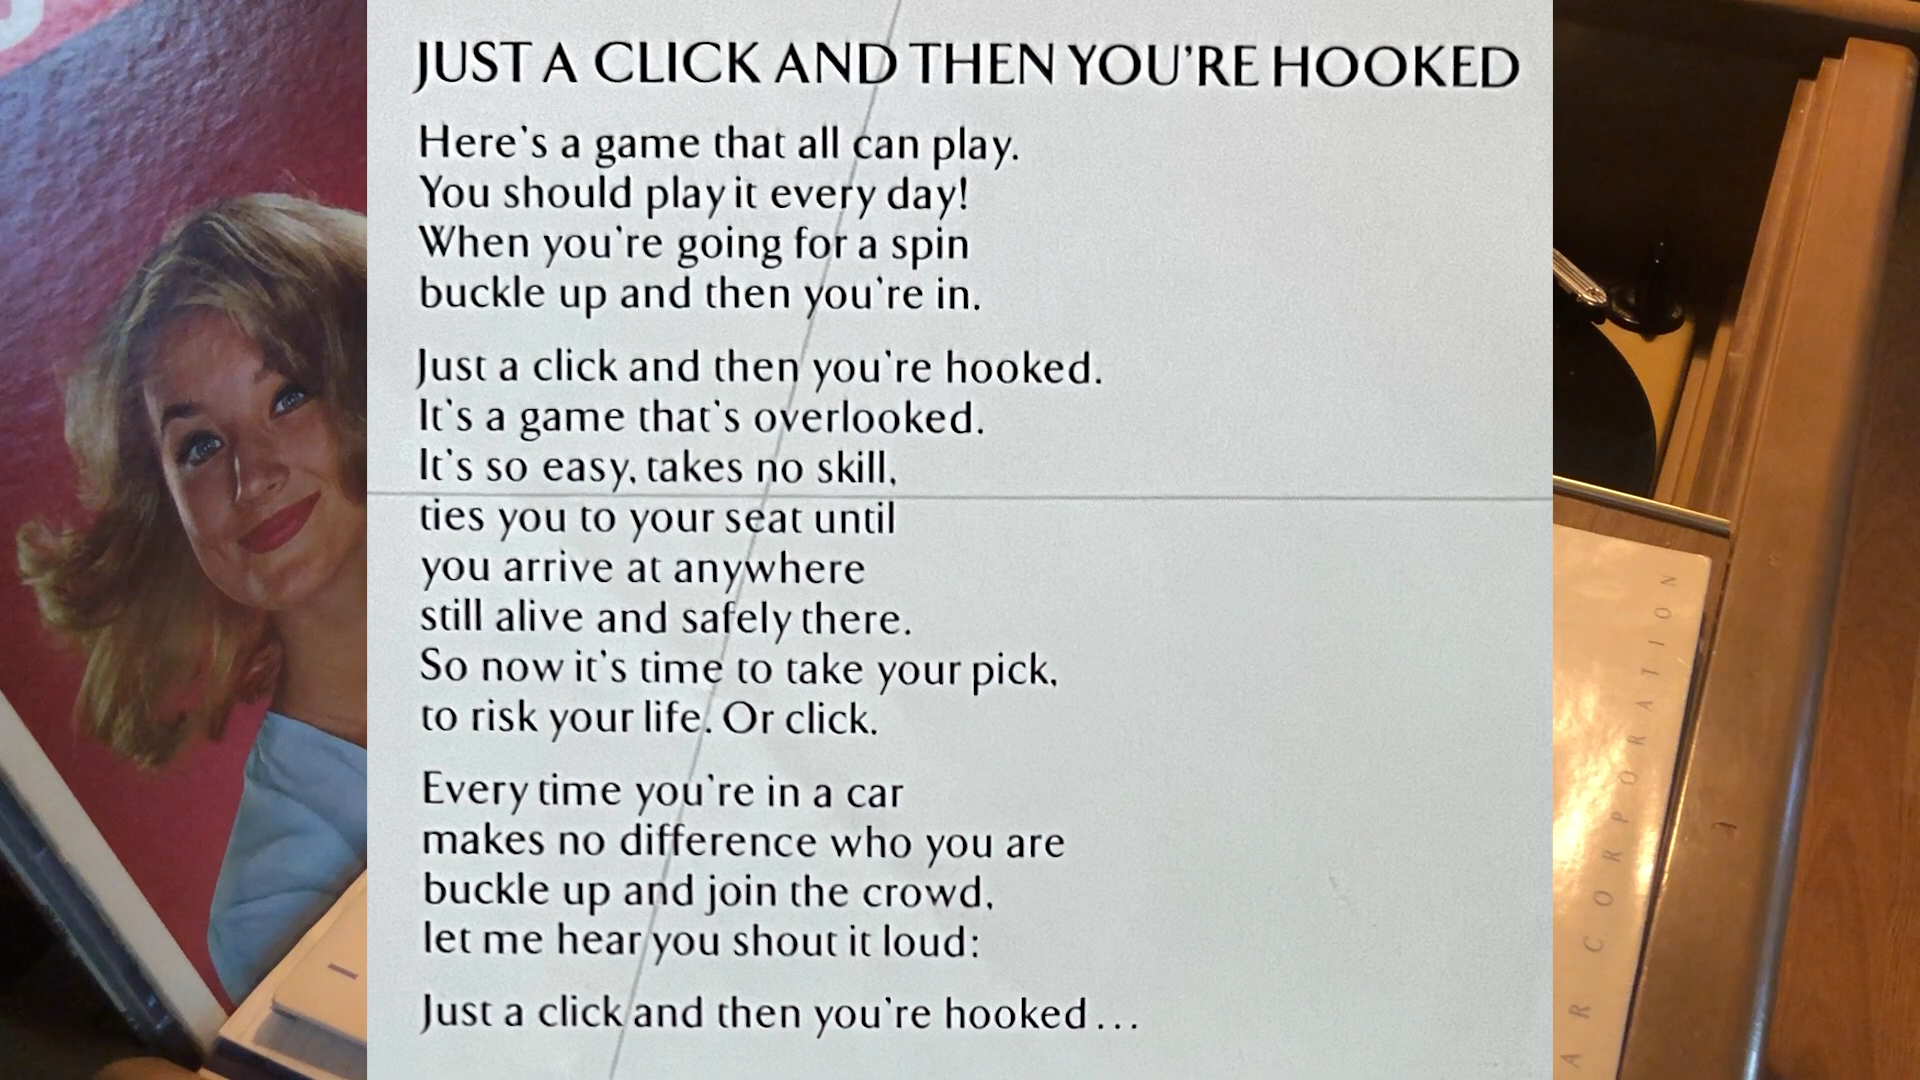 JUST A CLICK AND THEN YOU'RE HOOKED
Here's a game that all can play.
You should play it every day!
When you're going for a spin
buckle up and then you're in.
Just a click and then you're hooked.
It's a game that's overlooked.
It's so easy, takes no skill,
ties you to your seat until
you arrive at anywhere
still alive and safely there.
So now it's time to take your pick,
to risk your life. Or click.
Every time you're in a car
makes no difference who you are
buckle up and join the crowd,
let me hear you shout it loud:
Just a click and then you're hooked...
CORPORATION